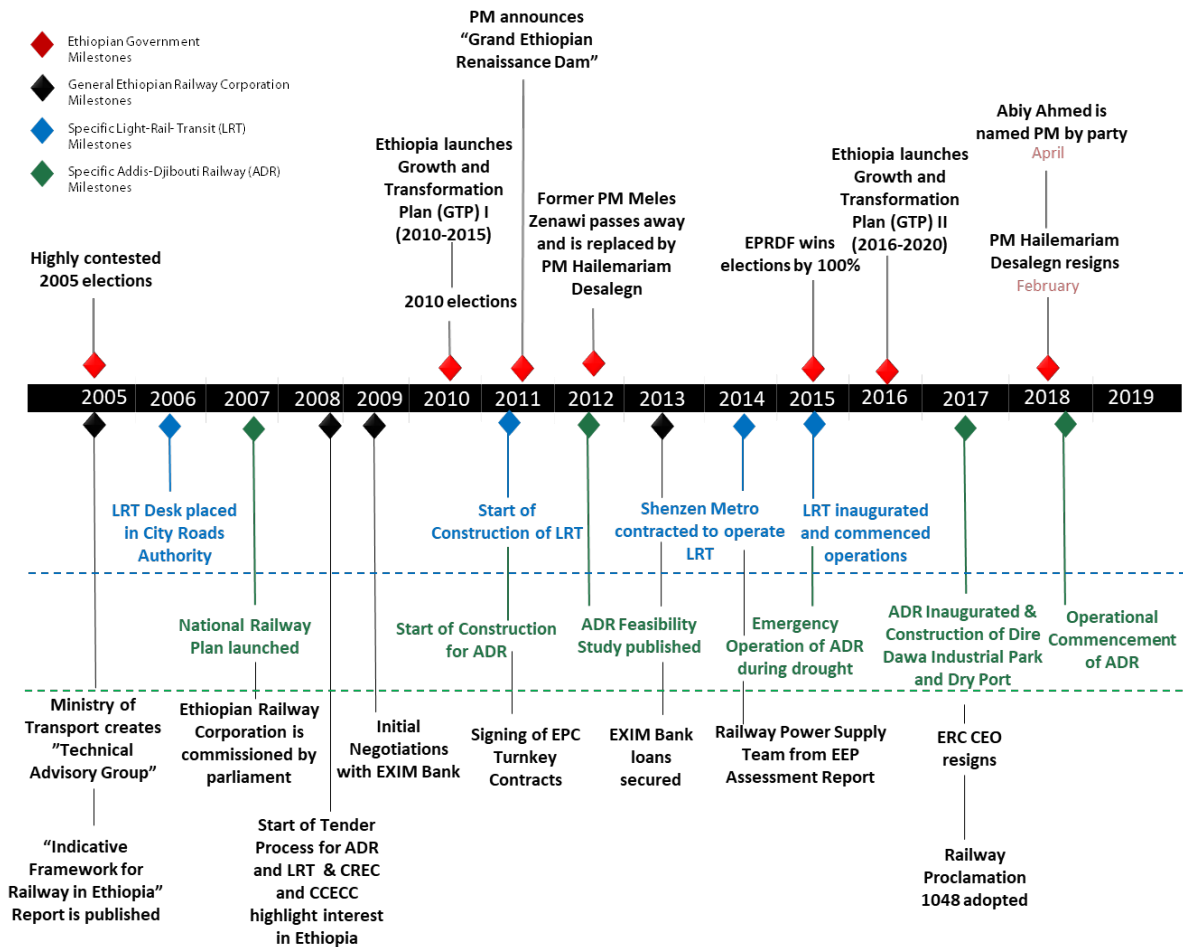 Ethiopian Government
Milestones
General Ethiopian Railway Corporation
Milestones
Specific Light-Rail- Transit (LRT)
Milestones
Specific Addis-Djibouti Railway (ADR)
Milestones
PM announces
“Grand Ethiopian
Renaissance Dam”
Ethiopia launches
Growth and
Transformation
Plan (GTP) I
(2010-2015)
Former PM Meles
Zenawi passes away
and is replaced by
PM Hailemariam
Desalegn
Ethiopia launches
Growth and
Transformation
Plan (GTP) II
(2016-2020)
Abiy Ahmed is
named PM by party
April
Highly contested
2005 elections
2010 elections
EPRDF wins
elections by 100%
PM Hailemariam
Desalegn resigns
February
2005 2006 2007 2008 2009 2010 2011 2012 2013 2014 2015 2016 2017 2018 2019
LRT Desk placed
in City Roads
Authority
Start of
Construction of LRT
Shenzen Metro
contracted to operate
LRT
LRT inaugurated
and commenced
operations
National Railway
Plan launched
Start of Construction
for ADR
ADR Feasibility
Study published
Emergency
Operation of ADR
during drought
ADR Inaugurated &
Construction of Dire
Dawa Industrial Park
and Dry Port
Operational
Commencement
of ADR
Ministry of
Transport creates
”Technical
Advisory Group”
Ethiopian Railway
Corporation is
commissioned by
parliament
Initial
Negotiations
with EXIM Bank
Signing of EPC
Turnkey
Contracts
EXIM Bank
loans
secured
Railway Power Supply
Team from EEP
Assessment Report
ERC CEO
resigns
“Indicative
Framework for
Railway in Ethiopia”
Report is published
Start of Tender
Process for ADR
and LRT & CREC
and CCECC
highlight interest
in Ethiopia
Railway
Proclamation
1048 adopted